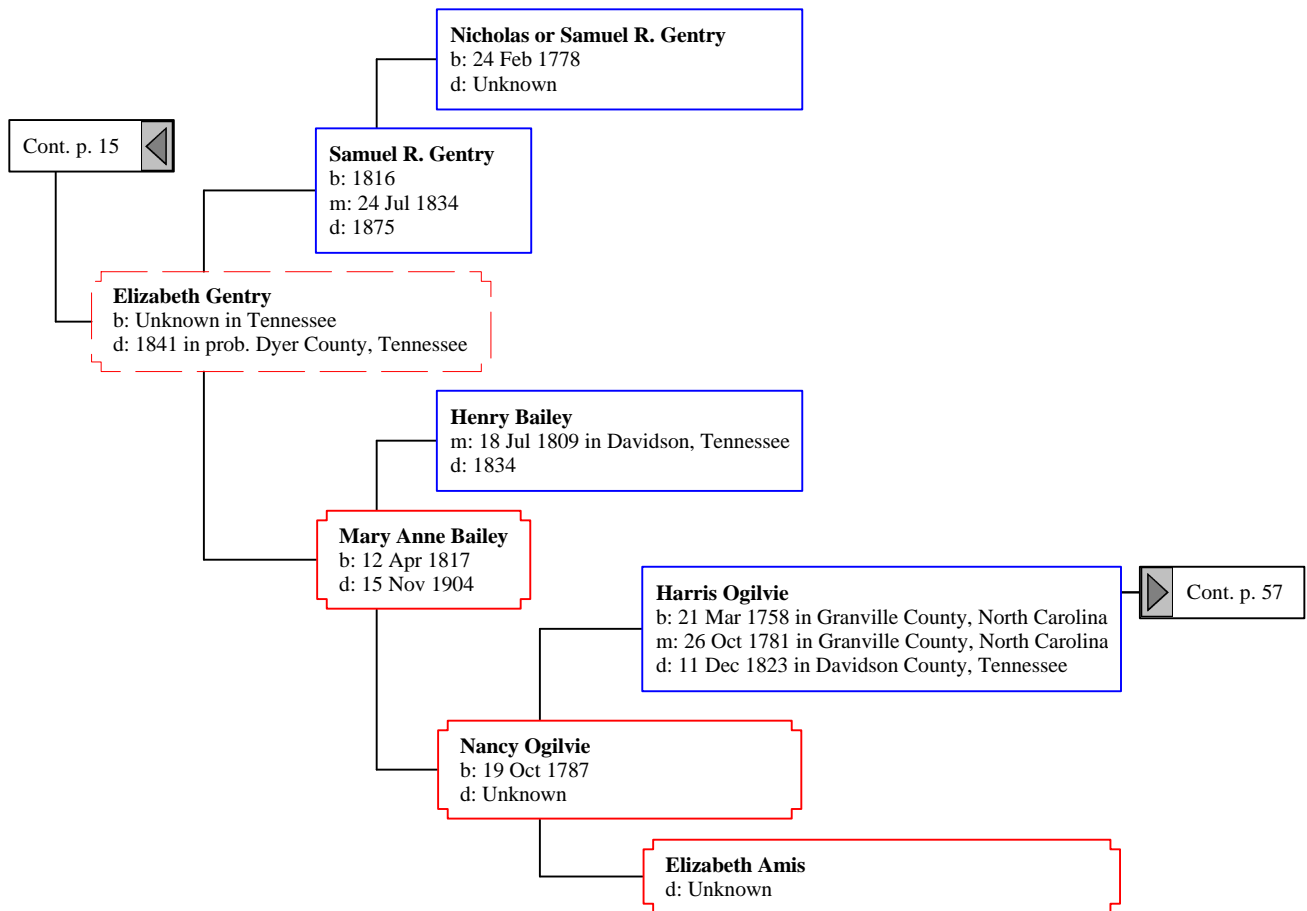 Nicholas or Samuel R. Gentry
b: 24 Feb 1778
d: Unknown
Cont. p. 15
Samuel R. Gentry
b: 1816
m: 24 Jul 1834
d: 1875
Elizabeth Gentry
b: Unknown in Tennessee
d: 1841 in prob. Dyer County, Tennessee
Henry Bailey
m: 18 Jul 1809 in Davidson, Tennessee
d: 1834
Mary Anne Bailey
b: 12 Apr 1817
d: 15 Nov 1904
Harris Ogilvie
b: 21 Mar 1758 in Granville County, North Carolina
m: 26 Oct 1781 in Granville County, North Carolina
d: 11 Dec 1823 in Davidson County, Tennessee
Cont. p. 57
Nancy Ogilvie
b: 19 Oct 1787
d: Unknown
Elizabeth Amis
d: Unknown